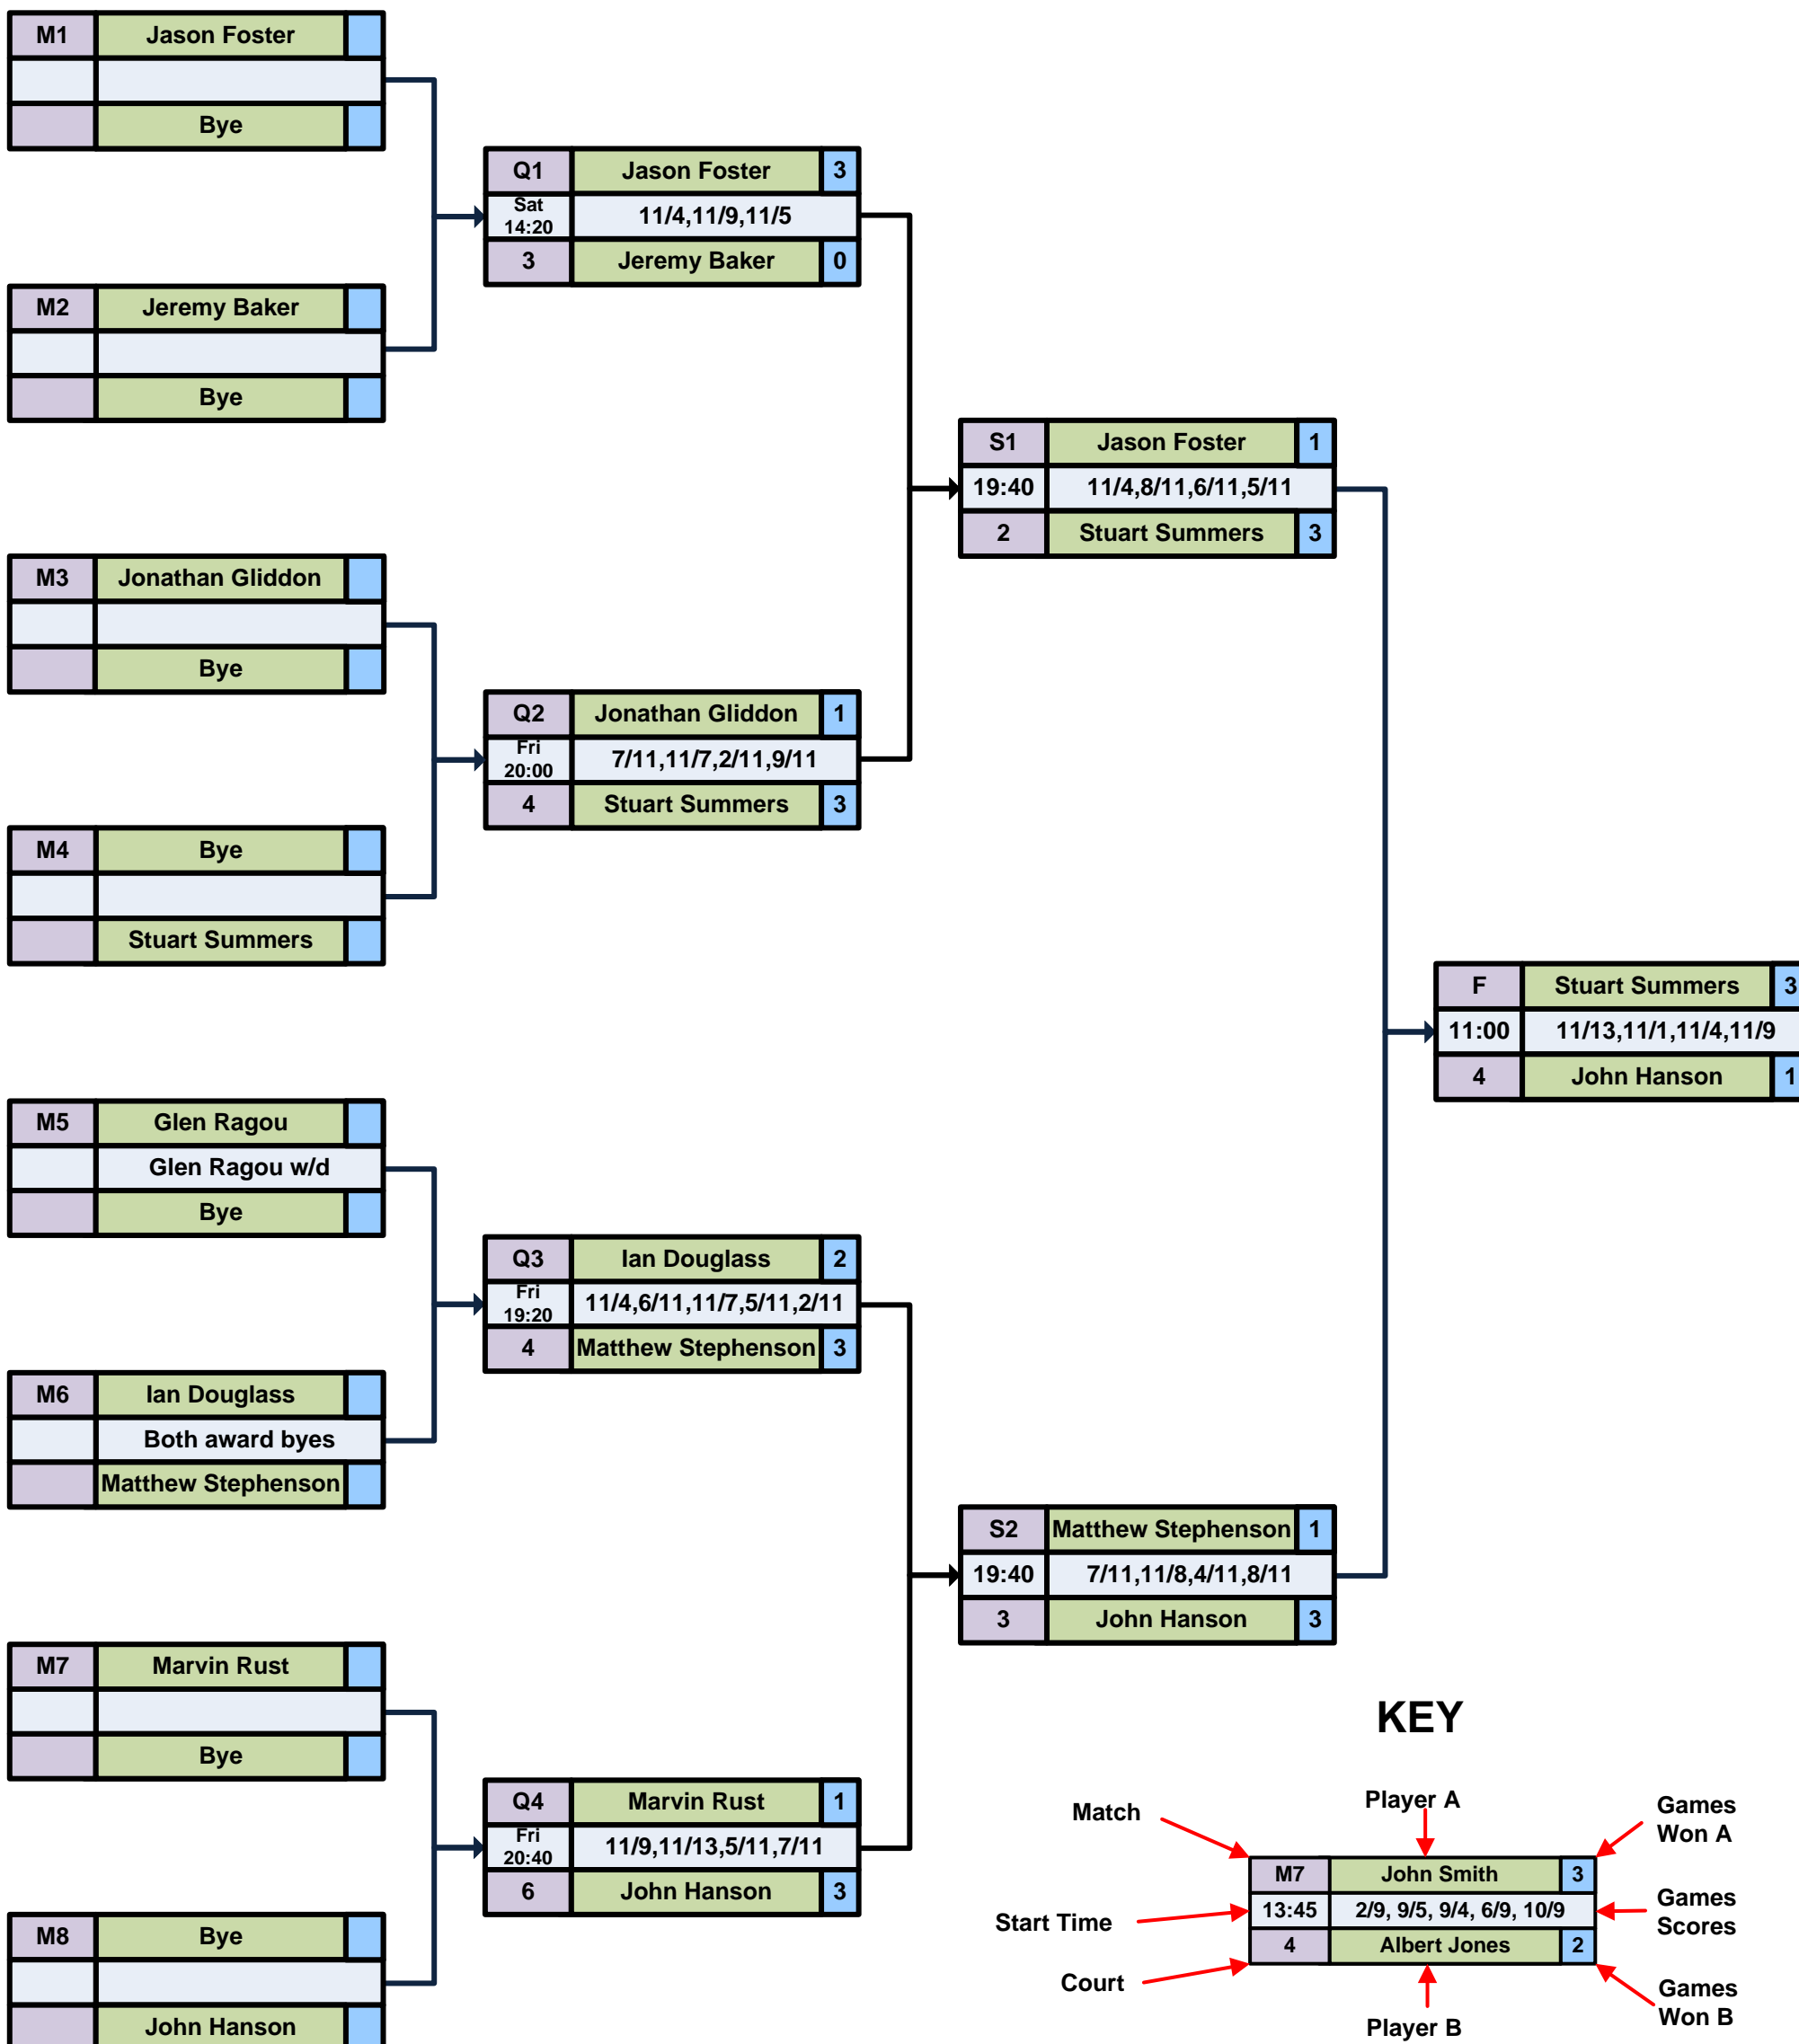 M1 Jason Foster
Bye
M2 Jeremy Baker
Bye
M3 Jonathan Gliddon
Bye
M4 Bye
Stuart Summers
M5 Glen Ragou
Glen Ragou w/d
Bye
M6 Ian Douglass
Both award byes
Matthew Stephenson
M7 Marvin Rust
Bye
M8 Bye
John Hanson
Q1 Jason Foster 3
Sat
14:20 11/4,11/9,11/5
3 Jeremy Baker 0
Q2 Jonathan Gliddon 1
Fri
20:00 7/11,11/7,2/11,9/11
4 Stuart Summers 3
Q3 Ian Douglass 2
Fri
19:20 11/4,6/11,11/7,5/11,2/11
4 Matthew Stephenson 3
Q4 Marvin Rust 1
Fri
20:40 11/9,11/13,5/11,7/11
6 John Hanson 3
S1 Jason Foster 1
19:40 11/4,8/11,6/11,5/11
2 Stuart Summers 3
S2 Matthew Stephenson 1
19:40 7/11,11/8,4/11,8/11
3 John Hanson 3
F Stuart Summers 3
11:00 11/13,11/1,11/4,11/9
4 John Hanson 1
KEY
Match
Player A
Games
Won A
M7 John Smith 3
Start Time
13:45 2/9, 9/5, 9/4, 6/9, 10/9
Games
Scores
4 Albert Jones 2
Court
Player B
Games
Won B